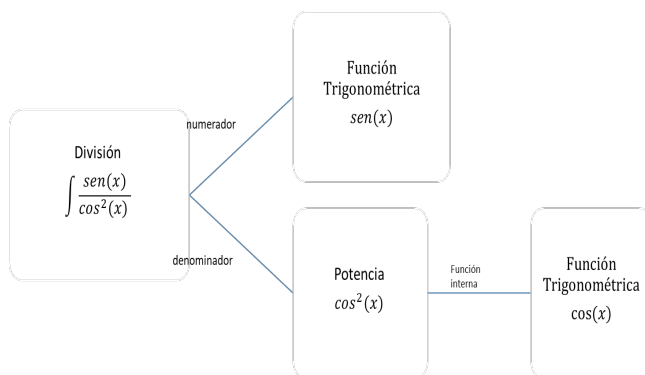 División
∫ sen(x)/cos²(x)
numerador
Función
Trigonométrica
sen(x)
denominador
Potencia
cos²(x)
Función
interna
Función
Trigonométrica
cos(x)